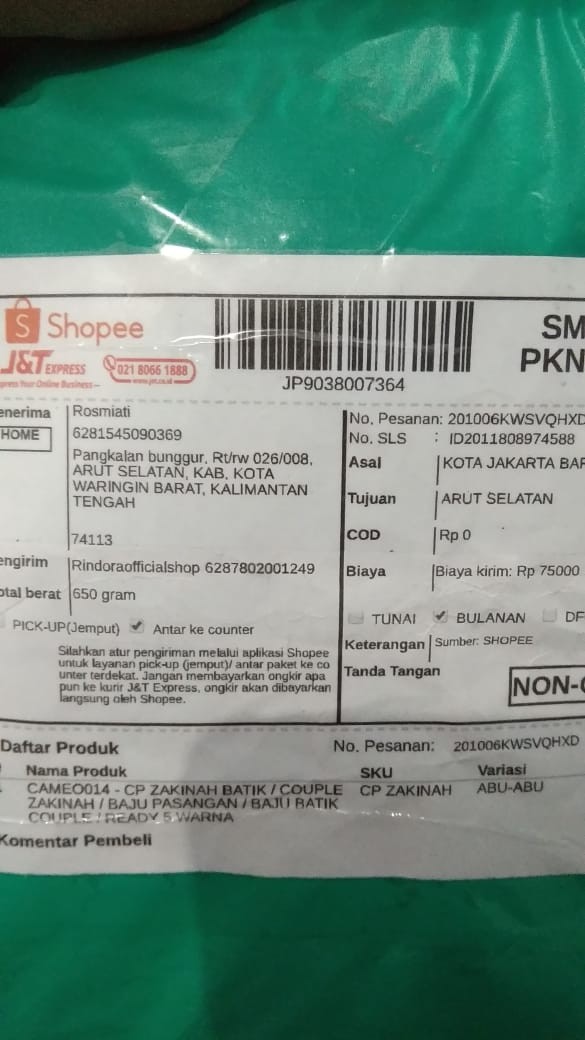 Shopee
J&T EXPRESS
press Your Online Business
021 8066 1888
www.jet.co.id
JP9038007364
SM
PKN
enerima Rosmiati
HOME 6281545090369
Pangkalan bunggur, Rt/rw 026/008,
ARUT SELATAN, KAB. KOTA
WARINGIN BARAT, KALIMANTAN
TENGAH
74113
engirim Rindoraofficialshop 6287802001249
otal berat 650 gram
PICK-UP(Jemput) Antar ke counter
Silahkan atur pengiriman melalui aplikasi Shopee
untuk layanan pick-up (jemput)/ antar paket ke co
unter terdekat. Jangan membayarkan ongkir apa
pun ke kurir J&T Express, ongkir akan dibayarkan
langsung oleh Shopee.
No. Pesanan: 201006KWSVQHXD
No. SLS : ID2011808974588
Asal KOTA JAKARTA BAR
Tujuan ARUT SELATAN
COD Rp 0
Biaya Biaya kirim: Rp 75000
TUNAI BULANAN DF
Keterangan Sumber: SHOPEE
Tanda Tangan
NON-
Daftar Produk No. Pesanan: 201006KWSVQHXD
Nama Produk SKU Variasi
CAMEO014 - CP ZAKINAH BATIK / COUPLE CP ZAKINAH ABU-ABU
ZAKINAH / BAJU PASANGAN / BAJU BATIK
COUPLE / READY 5 WARNA
Komentar Pembeli